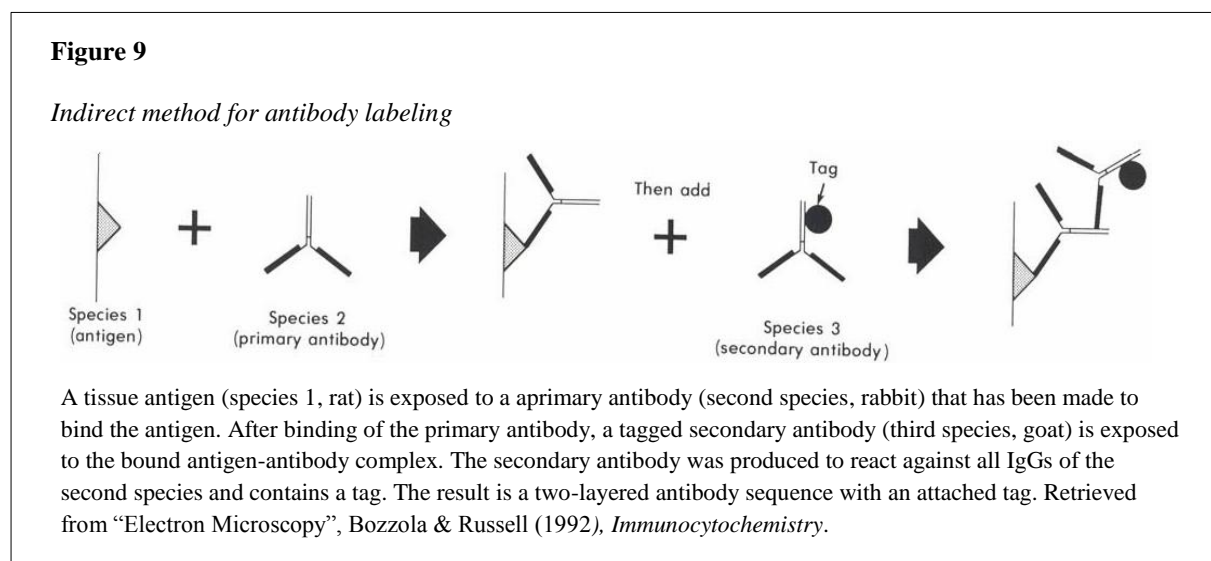 Figure 9
Indirect method for antibody labeling
Tag
Then add
Species 1
(antigen)
Species 2
(primary antibody)
Species 3
(secondary antibody)
A tissue antigen (species 1, rat) is exposed to a aprimary antibody (second species, rabbit) that has been made to
bind the antigen. After binding of the primary antibody, a tagged secondary antibody (third species, goat) is exposed
to the bound antigen-antibody complex. The secondary antibody was produced to react against all IgGs of the
second species and contains a tag. The result is a two-layered antibody sequence with an attached tag. Retrieved
from “Electron Microscopy”, Bozzola & Russell (1992), Immunocytochemistry.